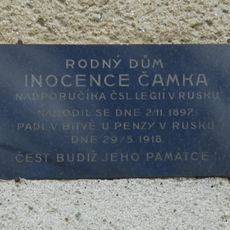 RODNÝ DŮM
INOCENCE ČAMKA
NADPORUČÍKA ČSL. LEGIÍ V RUSKU
NARODIL SE DNE 2/11. 1897.
PADL V BITVĚ U PENZY V RUSKU
DNE 29/5. 1918.
ČEST BUDIŽ JEHO PAMÁTCE!